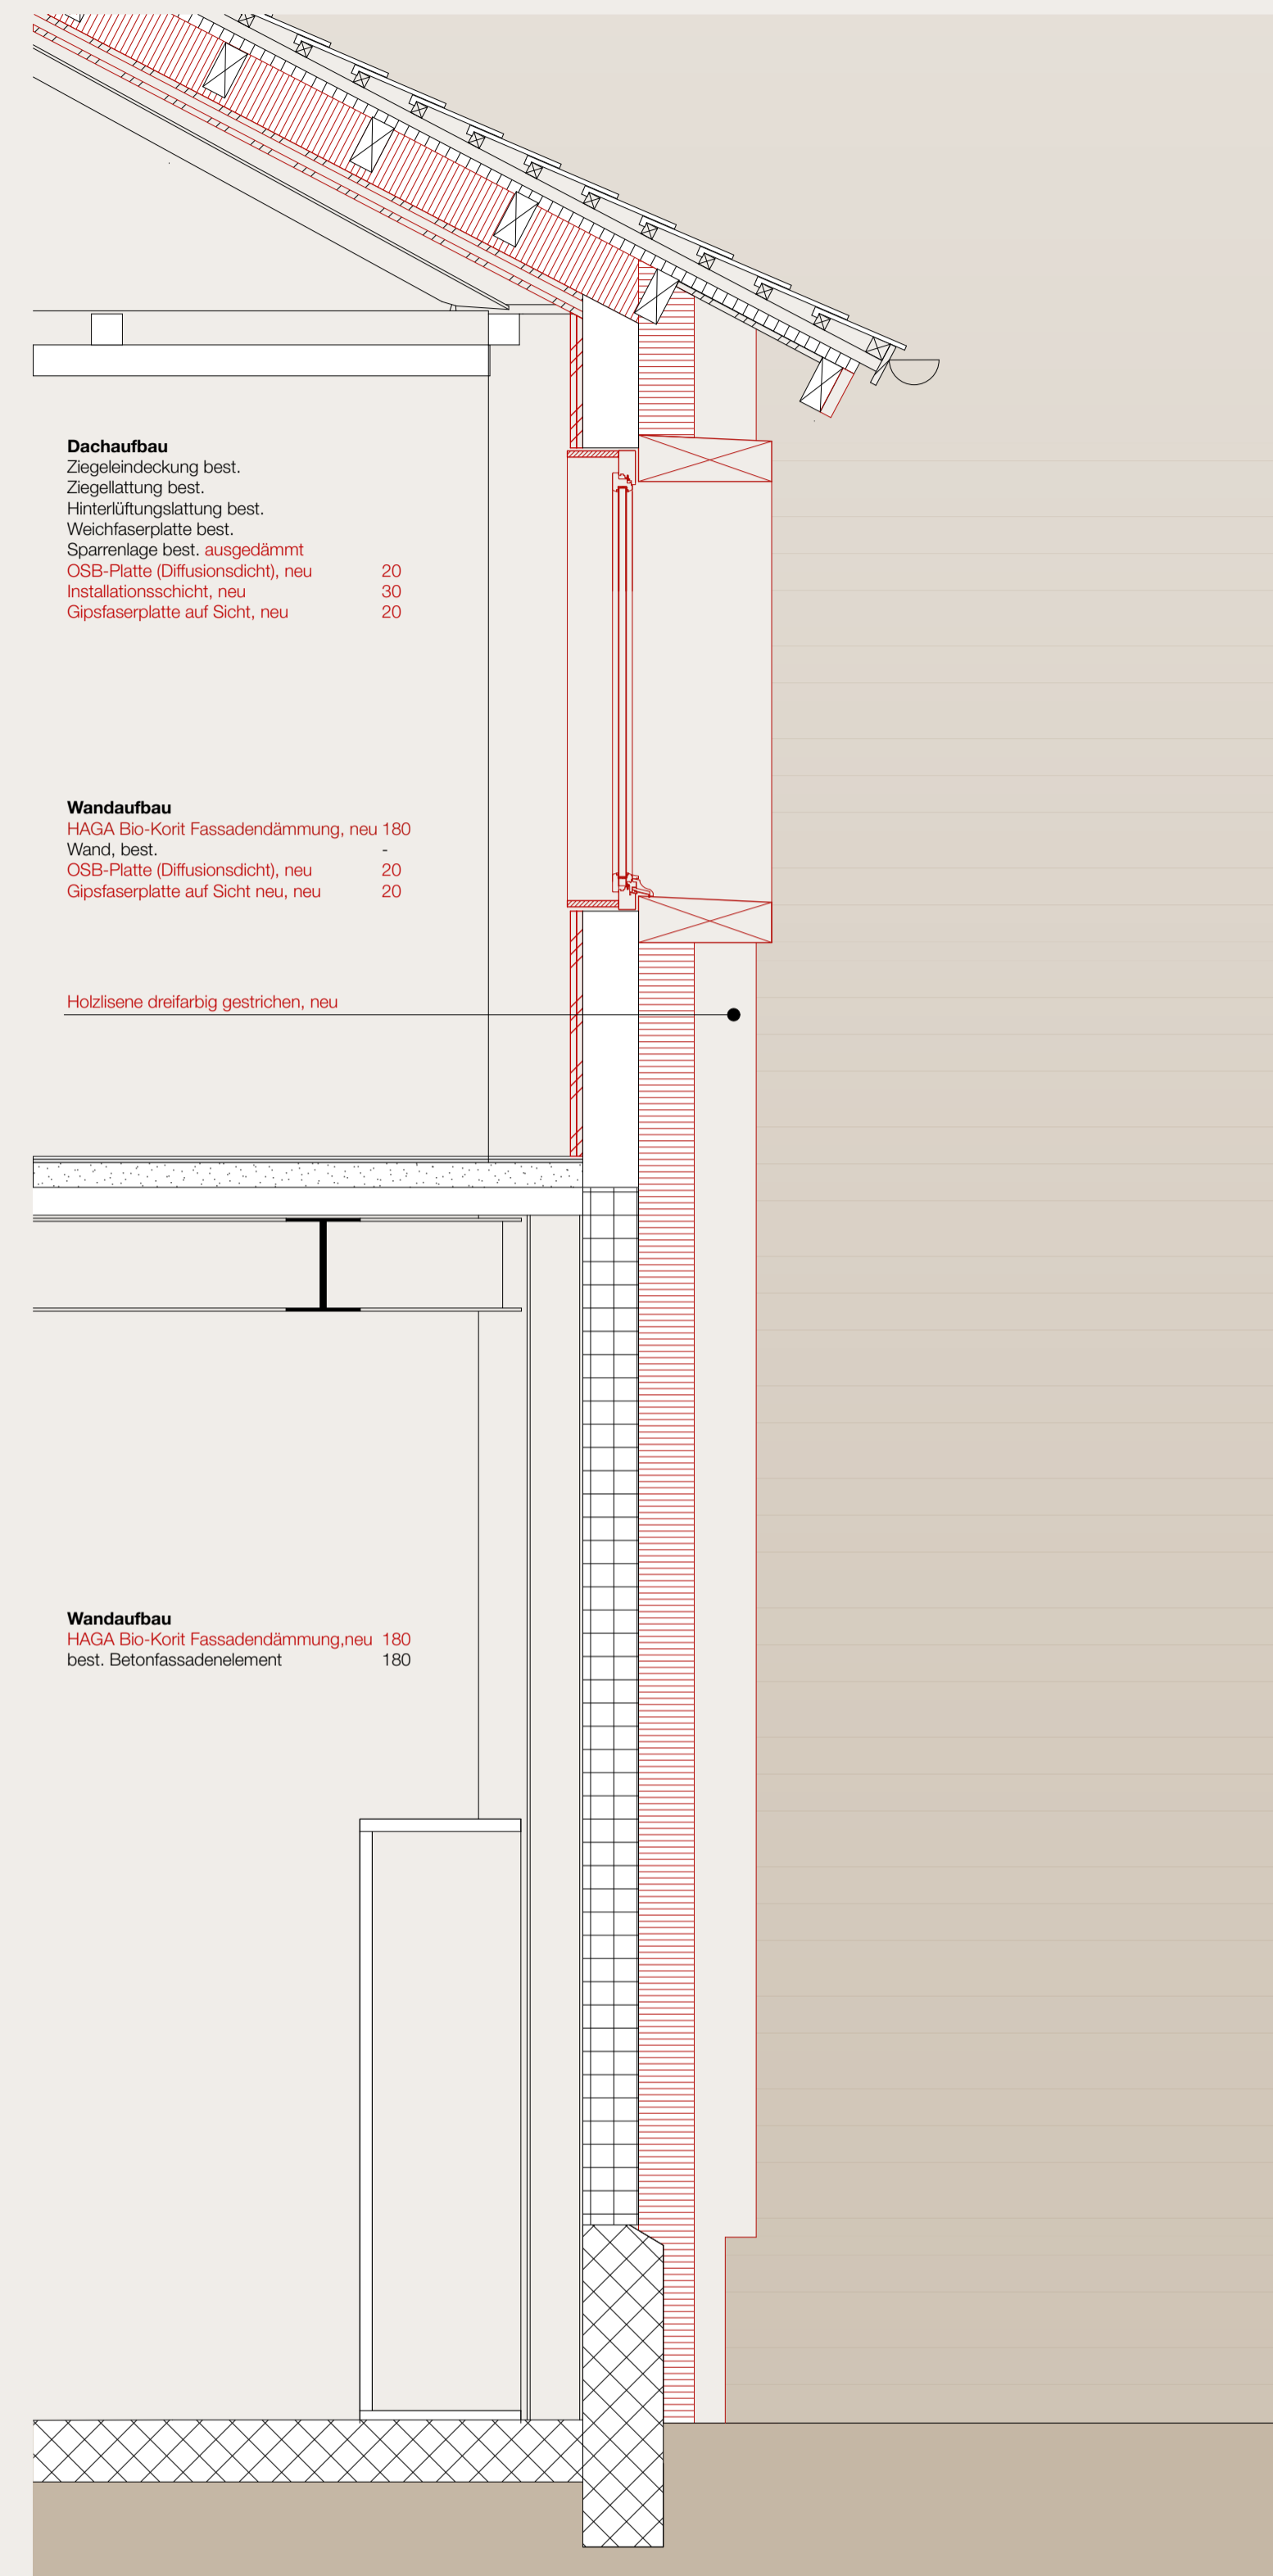 Dachaufbau
Ziegeleindeckung best.
Ziegellattung best.
Hinterlüftungslattung best.
Weichfaserplatte best.
Sparrenlage best. ausgedämmt
OSB-Platte (Diffusionsdicht), neu 20
Installationsschicht, neu 30
Gipsfaserplatte auf Sicht, neu 20
Wandaufbau
HAGA Bio-Korit Fassadendämmung, neu 180
Wand, best. -
OSB-Platte (Diffusionsdicht), neu 20
Gipsfaserplatte auf Sicht neu, neu 20
Holzlisene dreifarbig gestrichen, neu
Wandaufbau
HAGA Bio-Korit Fassadendämmung,neu 180
best. Betonfassadenelement 180